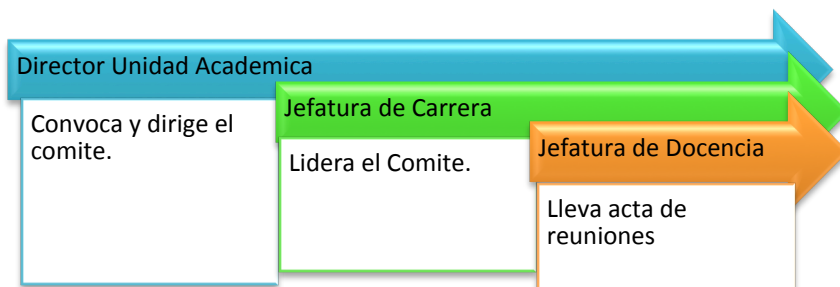 Director Unidad Academica
Convoca y dirige el
comite.
Jefatura de Carrera
Lidera el Comite.
Jefatura de Docencia
Lleva acta de
reuniones